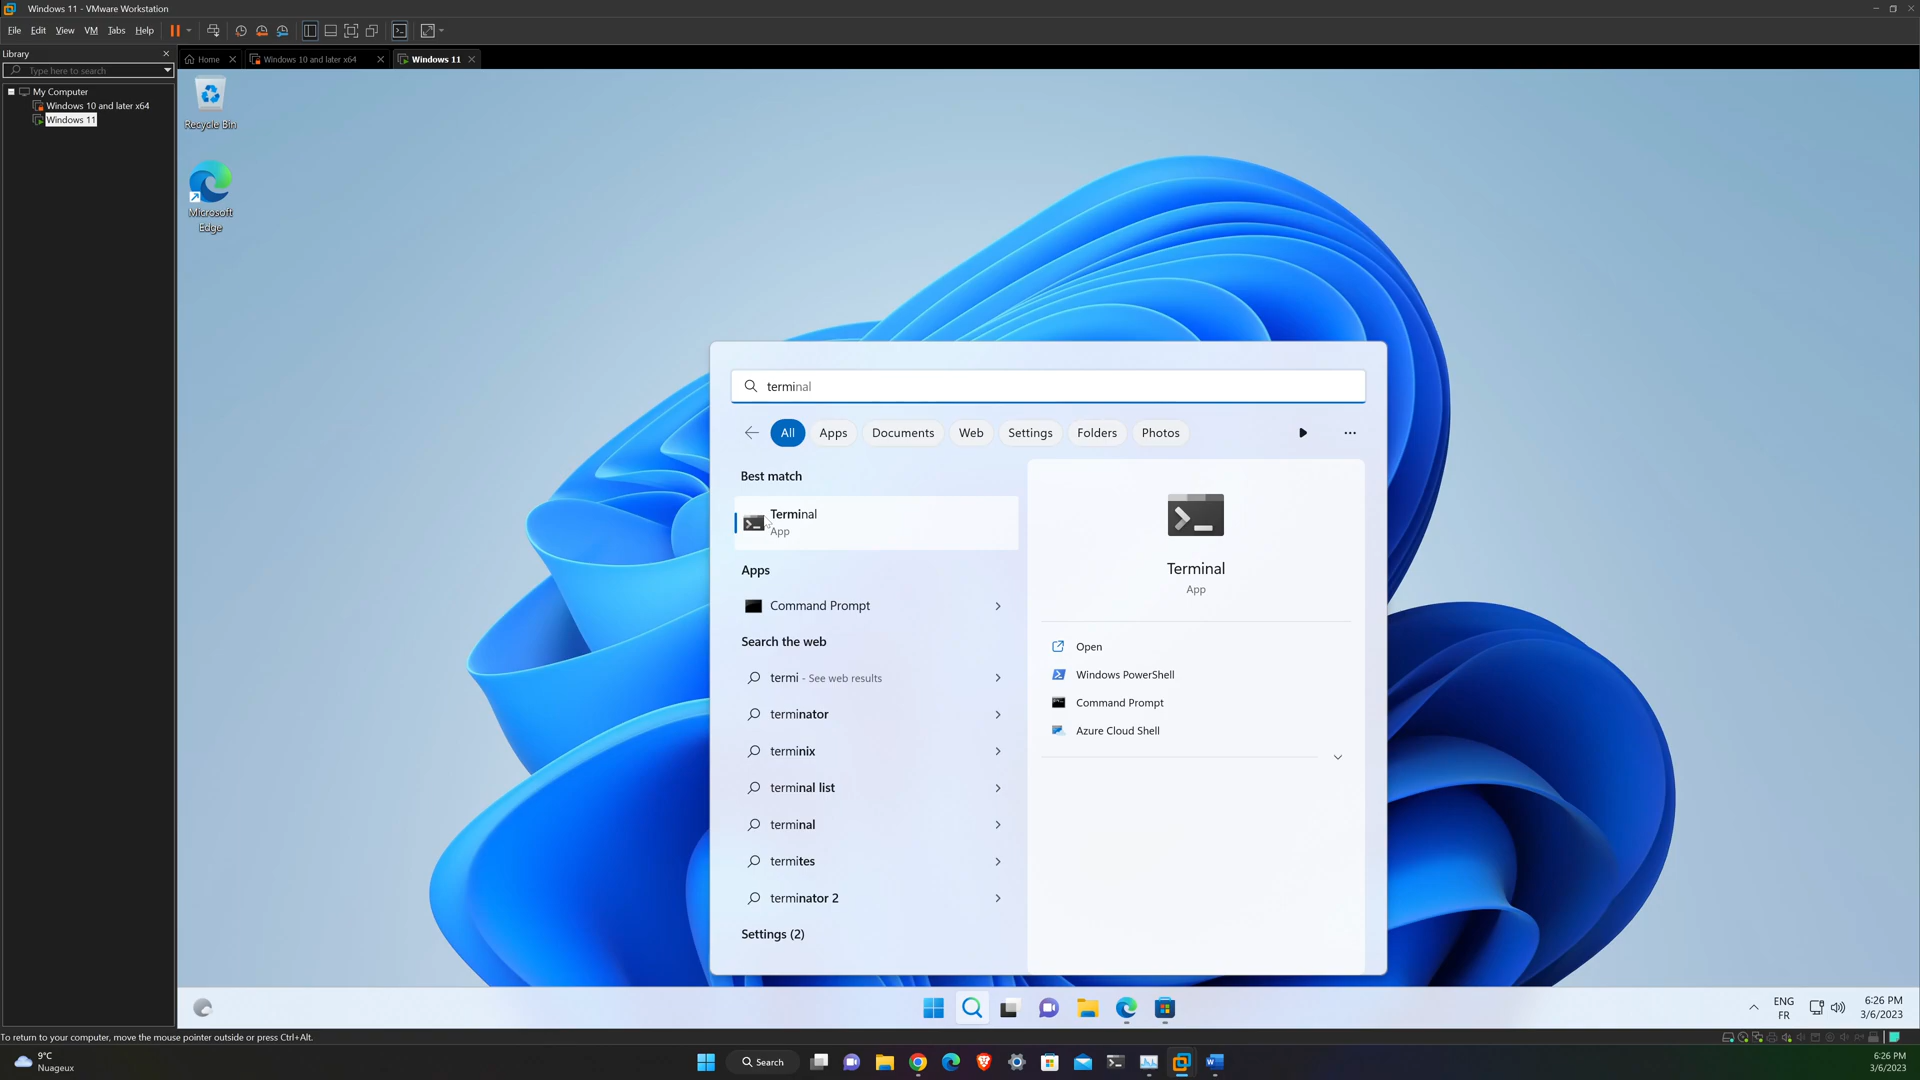 Windows 11 - VMware Workstation
File Edit View VM Tabs Help
Library
Type here to search
My Computer
Windows 10 and later x64
Windows 11
Home
Windows 10 and later x64
Windows 11
Recycle Bin
Microsoft
Edge
terminal
All Apps Documents Web Settings Folders Photos
Best match
Terminal
App
Apps
Command Prompt
Search the web
termi - See web results
terminator
terminix
terminal list
terminal
termites
terminator 2
Settings (2)
Terminal
App
Open
Windows PowerShell
Command Prompt
Azure Cloud Shell
ENG
FR
6:26 PM
3/6/2023
To return to your computer, move the mouse pointer outside or press Ctrl+Alt.
9°C
Nuageux
Search
6:26 PM
3/6/2023